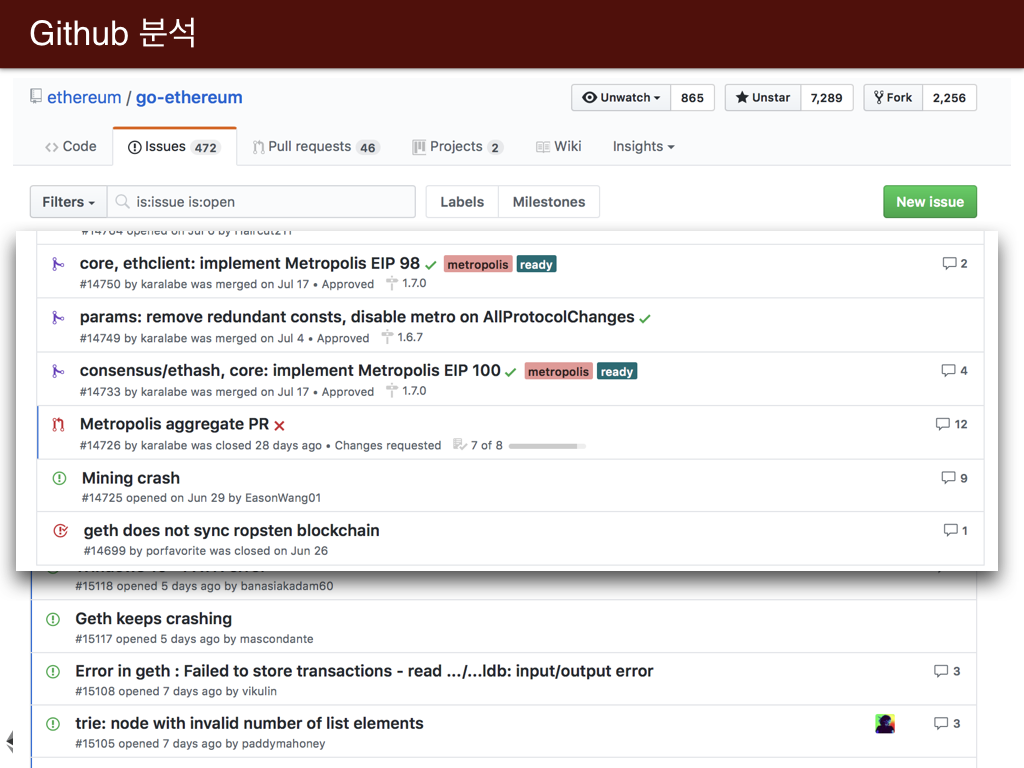 Github 분석
ethereum / go-ethereum
Unwatch 865
Unstar 7,289
Fork 2,256
Code
Issues 472
Pull requests 46
Projects 2
Wiki
Insights
Filters
is:issue is:open
Labels
Milestones
New issue
core, ethclient: implement Metropolis EIP 98 metropolis ready 2
#14750 by karalabe was merged on Jul 17 • Approved 1.7.0
params: remove redundant consts, disable metro on AllProtocolChanges
#14749 by karalabe was merged on Jul 4 • Approved 1.6.7
consensus/ethash, core: implement Metropolis EIP 100 metropolis ready 4
#14733 by karalabe was merged on Jul 17 • Approved 1.7.0
Metropolis aggregate PR 12
#14726 by karalabe was closed 28 days ago • Changes requested 7 of 8
Mining crash 9
#14725 opened on Jun 29 by EasonWang01
geth does not sync ropsten blockchain 1
#14699 by porfavorite was closed on Jun 26
#15118 opened 5 days ago by banasiakadam60
Geth keeps crashing
#15117 opened 5 days ago by mascondante
Error in geth : Failed to store transactions - read .../...ldb: input/output error 3
#15108 opened 7 days ago by vikulin
trie: node with invalid number of list elements 3
#15105 opened 7 days ago by paddymahoney